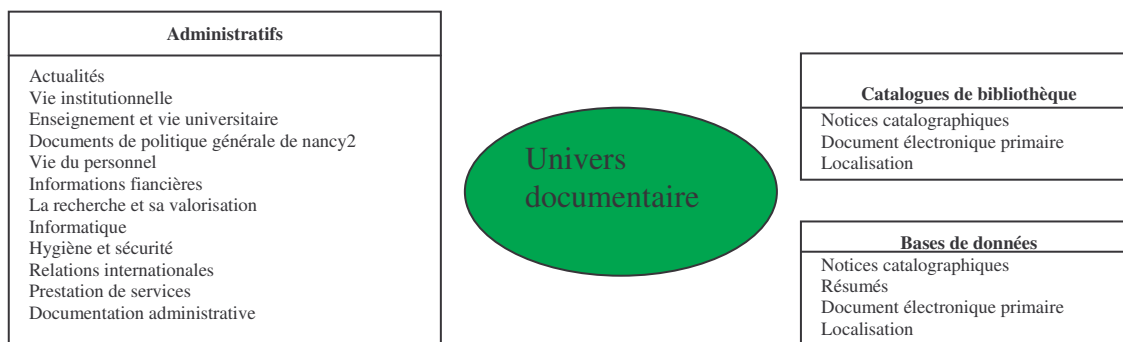 Administratifs
Actualités
Vie institutionnelle
Enseignement et vie universitaire
Documents de politique générale de nancy2
Vie du personnel
Informations fiancières
La recherche et sa valorisation
Informatique
Hygiène et sécurité
Relations internationales
Prestation de services
Documentation administrative
Univers
documentaire
Catalogues de bibliothèque
Notices catalographiques
Document électronique primaire
Localisation
Bases de données
Notices catalographiques
Résumés
Document électronique primaire
Localisation